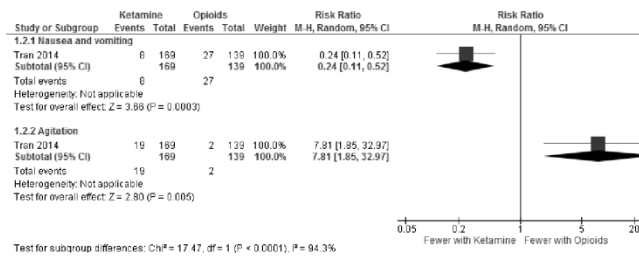 Ketamine Opioids Risk Ratio Risk Ratio
Study or Subgroup Events Total Events Total Weight M-H, Random, 95% CI M-H, Random, 95% CI
1.2.1 Nausea and vomiting
Tran 2014 8 169 27 139 100.0% 0.24 [0.11, 0.52]
Subtotal (95% CI) 169 139 100.0% 0.24 [0.11, 0.52]
Total events 8 27
Heterogeneity: Not applicable
Test for overall effect: Z = 3.66 (P = 0.0003)
1.2.2 Agitation
Tran 2014 19 169 2 139 100.0% 7.81 [1.85, 32.97]
Subtotal (95% CI) 169 139 100.0% 7.81 [1.85, 32.97]
Total events 19 2
Heterogeneity: Not applicable
Test for overall effect: Z = 2.80 (P = 0.005)
0.05 0.2 1 5 20
Fewer with Ketamine Fewer with Opioids
Test for subgroup differences: Chi² = 17.47, df = 1 (P < 0.0001), I² = 94.3%